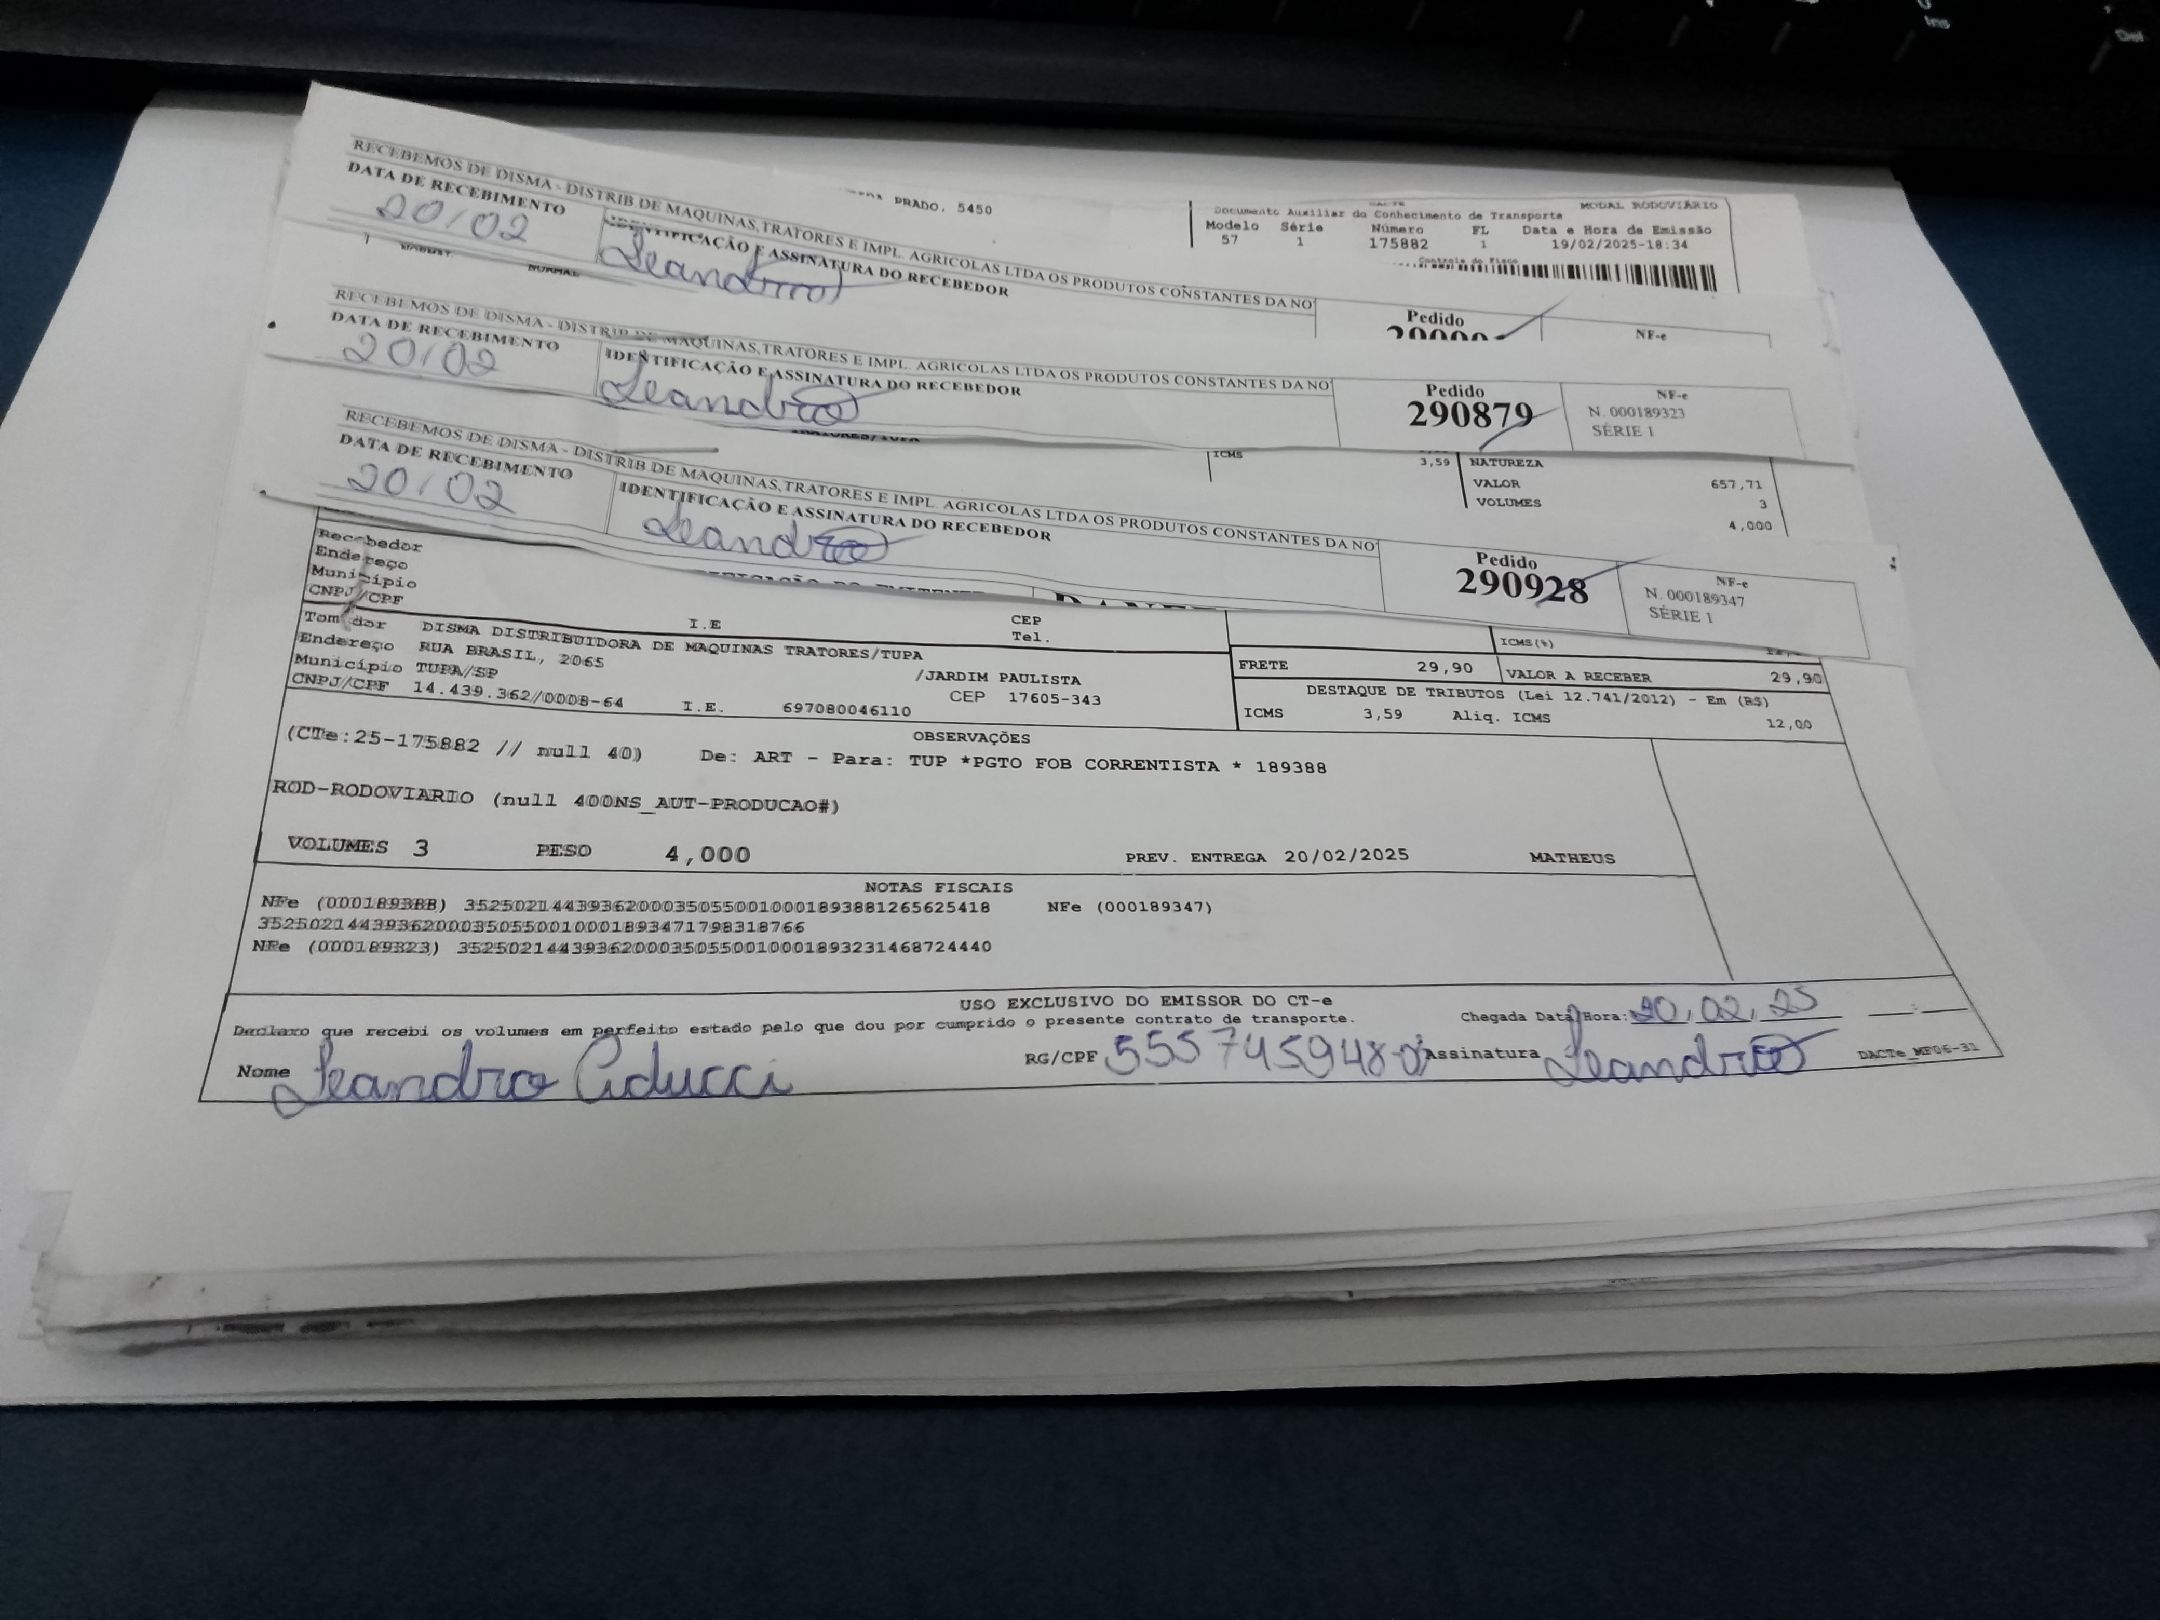 RECEBEMOS DE DISMA - DISTRIB DE MAQUINAS,TRATORES E IMPL. AGRICOLAS LTDA OS PRODUTOS CONSTANTES DA NO
DATA DE RECEBIMENTO
20/02
IDENTIFICAÇÃO E ASSINATURA DO RECEBEDOR
Leandro
PRADO, 5450
MODAL RODOVIÁRIO
Documento Auxiliar do Conhecimento de Transporte
Modelo Série Número FL Data e Hora de Emissão
57 1 175882 1 19/02/2025-18:34
Controle do Fisco
Pedido
NF-e
NORMAL
RECEBEMOS DE DISMA - DISTRIB DE MAQUINAS,TRATORES E IMPL. AGRICOLAS LTDA OS PRODUTOS CONSTANTES DA NO
DATA DE RECEBIMENTO
20/02
IDENTIFICAÇÃO E ASSINATURA DO RECEBEDOR
Leandro
Pedido
290879
NF-e
N. 000189323
SÉRIE 1
ICMS 3,59
NATUREZA
VALOR 657,71
VOLUMES 3
4,000
RECEBEMOS DE DISMA - DISTRIB DE MAQUINAS,TRATORES E IMPL. AGRICOLAS LTDA OS PRODUTOS CONSTANTES DA NO
DATA DE RECEBIMENTO
20/02
IDENTIFICAÇÃO E ASSINATURA DO RECEBEDOR
Leandro
Pedido
290928
NF-e
N. 000189347
SÉRIE 1
Recebedor
Endereço
Município
CNPJ/CPF I.E CEP
Tel.
ICMS(%)
Tomador DISMA DISTRIBUIDORA DE MAQUINAS TRATORES/TUPA
Endereço RUA BRASIL, 2065 /JARDIM PAULISTA
Município TUPA/SP CEP 17605-343
CNPJ/CPF 14.439.362/0008-64 I.E. 697080046110
FRETE 29,90 VALOR A RECEBER 29,90
DESTAQUE DE TRIBUTOS (Lei 12.741/2012) - Em (R$)
ICMS 3,59 Aliq. ICMS 12,00
OBSERVAÇÕES
(CTe:25-175882 // null 40) De: ART - Para: TUP *PGTO FOB CORRENTISTA * 189388
ROD-RODOVIARIO (null 400NS_AUT-PRODUCAO#)
VOLUMES 3 PESO 4,000 PREV. ENTREGA 20/02/2025 MATHEUS
NOTAS FISCAIS
NFe (000189388) 35250214439362000350550010001893881265625418 NFe (000189347)
35250214439362000350550010001893471798318766
NFe (000189323) 35250214439362000350550010001893231468724440
USO EXCLUSIVO DO EMISSOR DO CT-e
Declaro que recebi os volumes em perfeito estado pelo que dou por cumprido o presente contrato de transporte. Chegada Data/Hora: 20/02/25
Nome Leandro RG/CPF Assinatura Leandro DACTe_MF06-31